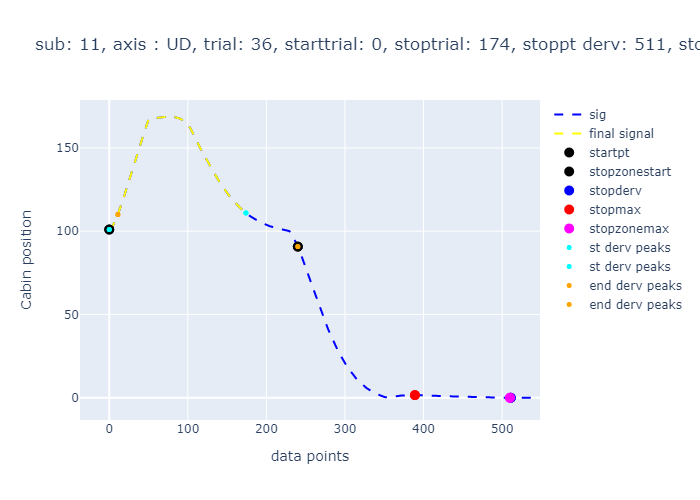 sub: 11, axis : UD, trial: 36, starttrial: 0, stoptrial: 174, stoppt derv: 511, sto
sig
final signal
startpt
stopzonestart
stopderv
stopmax
stopzonemax
st derv peaks
st derv peaks
end derv peaks
end derv peaks
Cabin position
150
100
50
0
0 100 200 300 400 500
data points